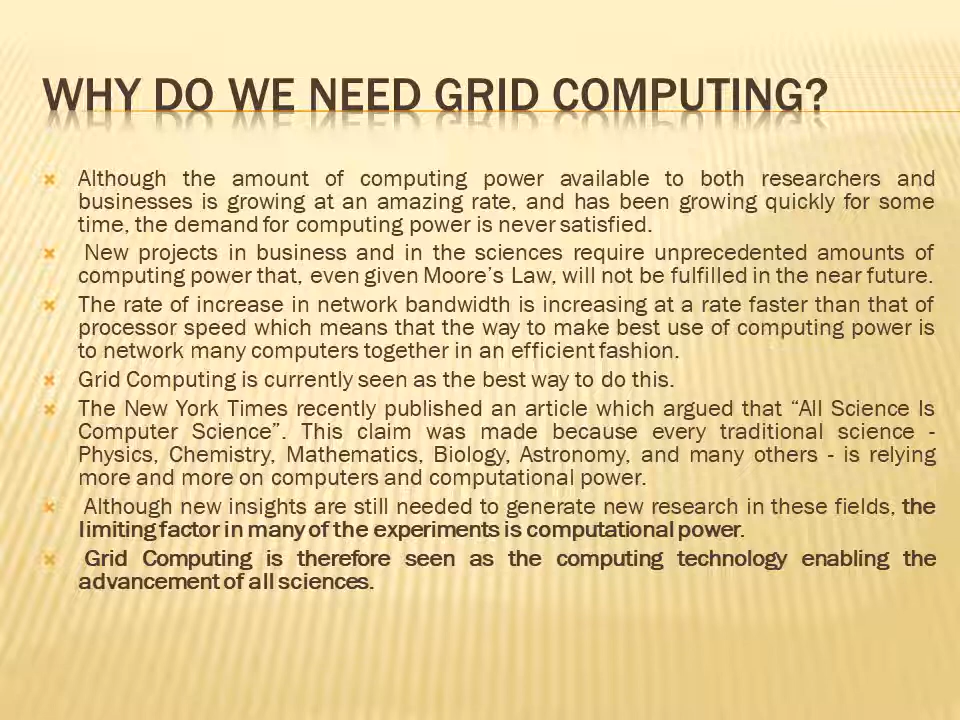 WHY DO WE NEED GRID COMPUTING?
Although the amount of computing power available to both researchers and
businesses is growing at an amazing rate, and has been growing quickly for some
time, the demand for computing power is never satisfied.
New projects in business and in the sciences require unprecedented amounts of
computing power that, even given Moore’s Law, will not be fulfilled in the near future.
The rate of increase in network bandwidth is increasing at a rate faster than that of
processor speed which means that the way to make best use of computing power is
to network many computers together in an efficient fashion.
Grid Computing is currently seen as the best way to do this.
The New York Times recently published an article which argued that “All Science Is
Computer Science”. This claim was made because every traditional science -
Physics, Chemistry, Mathematics, Biology, Astronomy, and many others - is relying
more and more on computers and computational power.
Although new insights are still needed to generate new research in these fields, the
limiting factor in many of the experiments is computational power.
Grid Computing is therefore seen as the computing technology enabling the
advancement of all sciences.